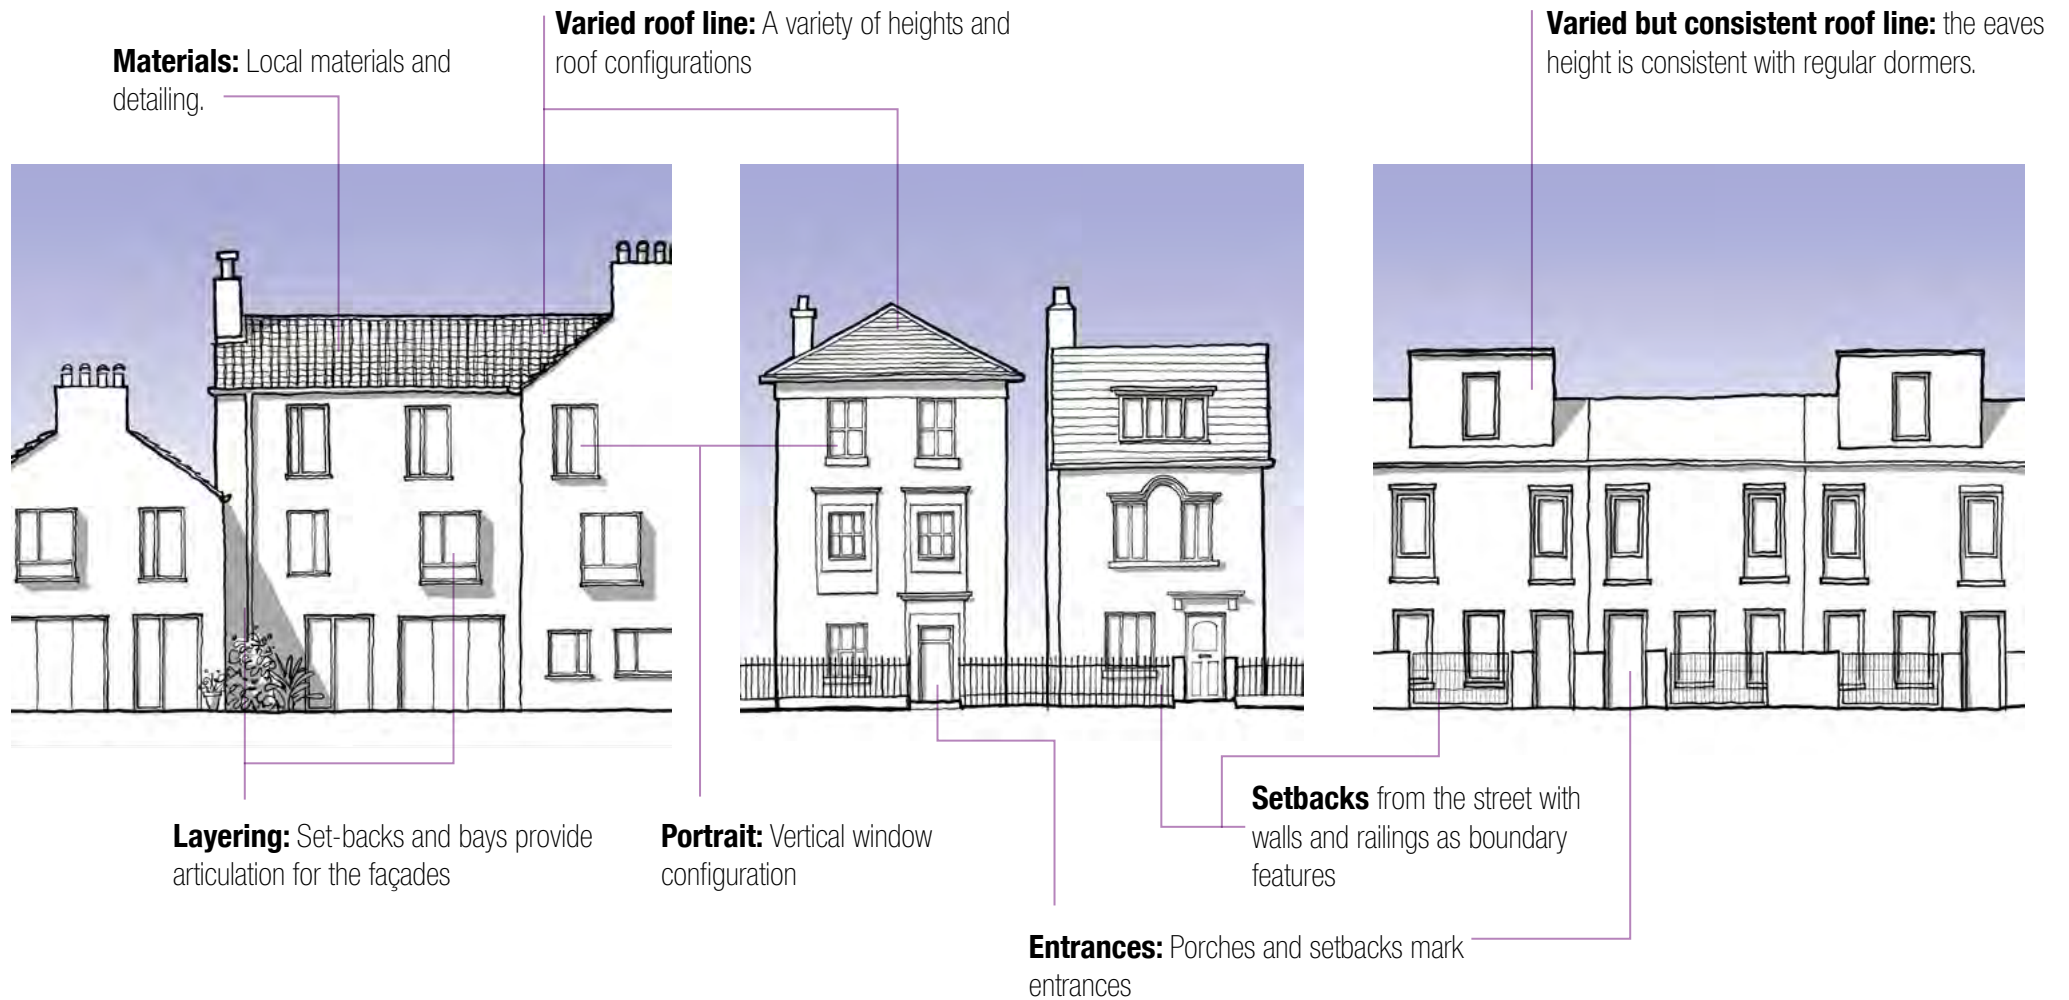 Materials: Local materials and
detailing.
Varied roof line: A variety of heights and
roof configurations
Varied but consistent roof line: the eaves
height is consistent with regular dormers.
Layering: Set-backs and bays provide
articulation for the façades
Portrait: Vertical window
configuration
Setbacks from the street with
walls and railings as boundary
features
Entrances: Porches and setbacks mark
entrances